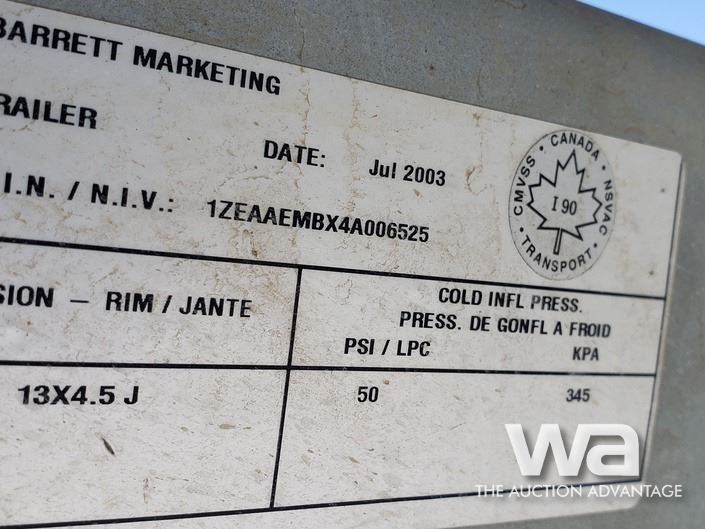 BARRETT MARKETING
RAILER
DATE: Jul 2003
I.N. / N.I.V.: 1ZEAAEMBX4A006525
CMVSS • CANADA • NSVAC • TRANSPORT •
I 90
SION – RIM / JANTE
COLD INFL PRESS.
PRESS. DE GONFL A FROID
PSI / LPC KPA
13X4.5 J 50 345
wa
THE AUCTION ADVANTAGE